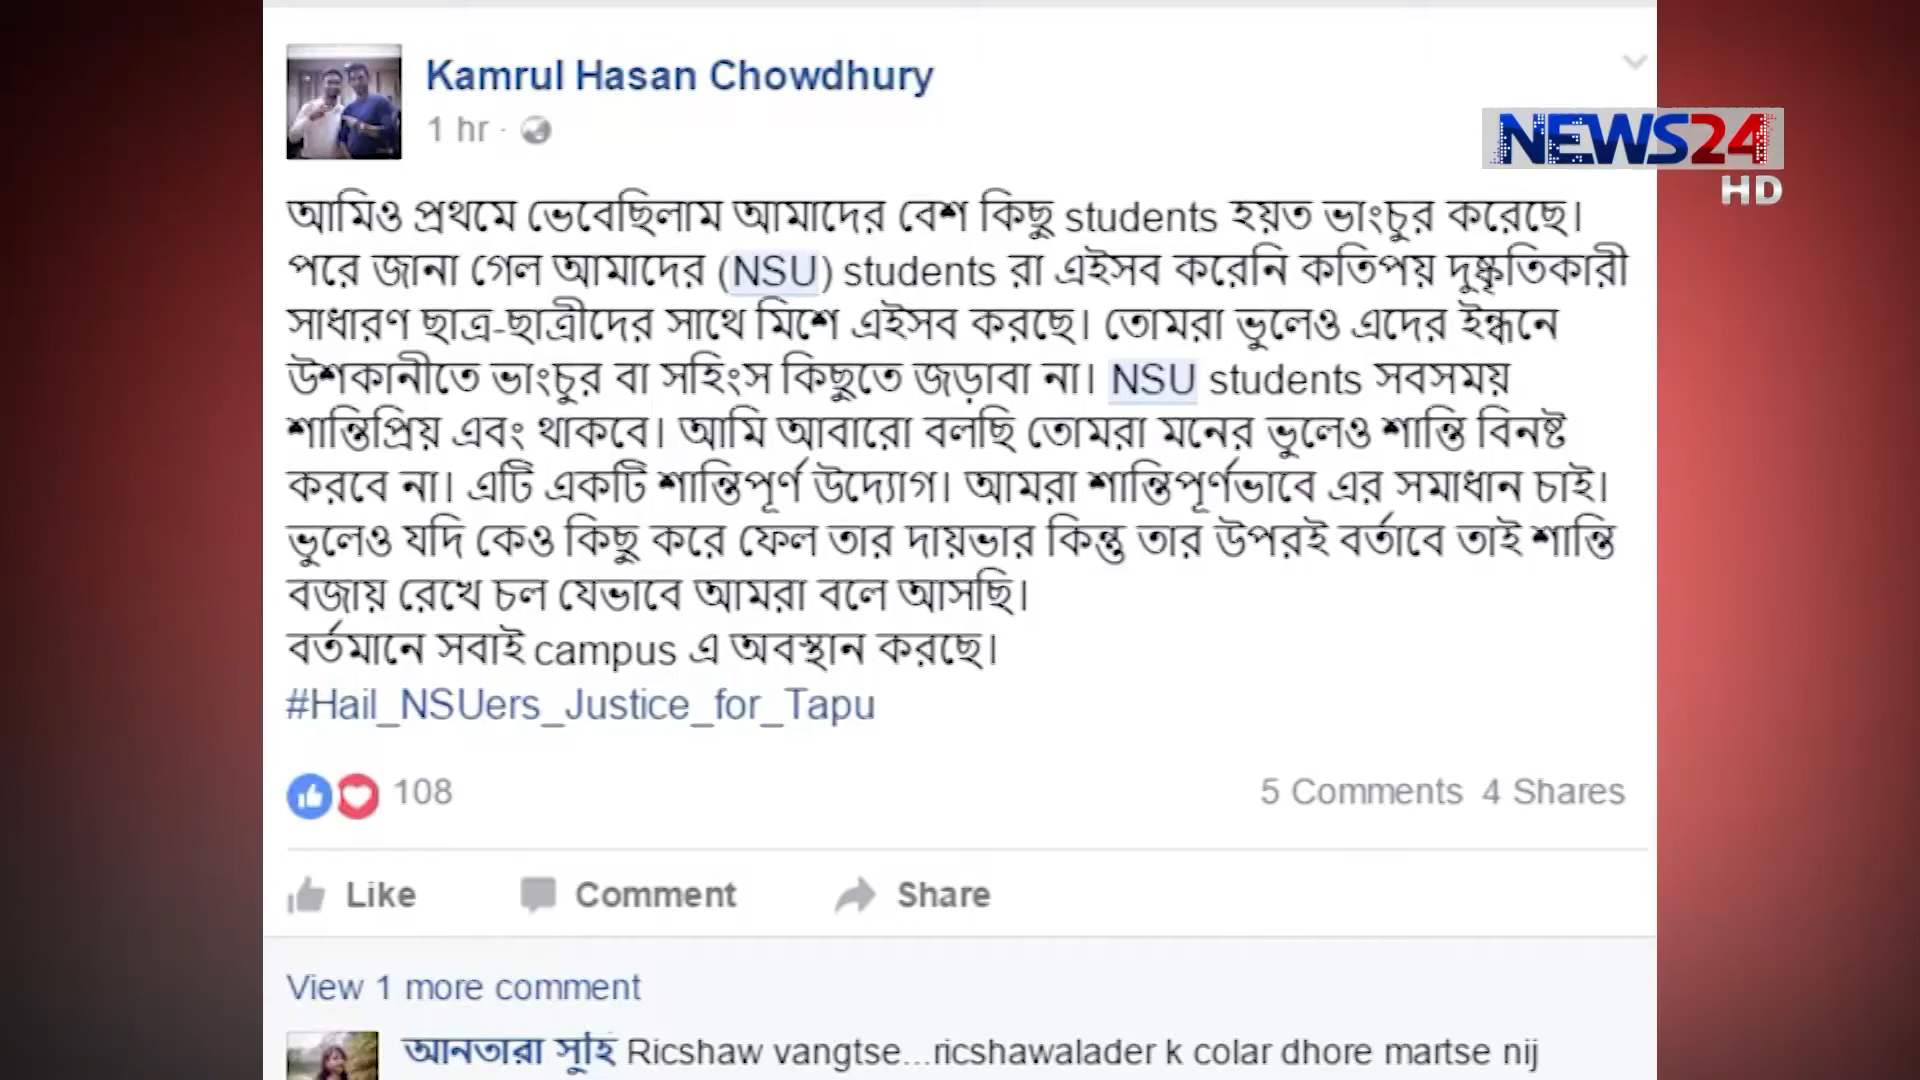 Kamrul Hasan Chowdhury
1 hr ·
NEWS24
HD
আমিও প্রথমে ভেবেছিলাম আমাদের বেশ কিছু students হয়ত ভাংচুর করেছে।
পরে জানা গেল আমাদের (NSU) students রা এইসব করেনি কতিপয় দুষ্কৃতিকারী
সাধারণ ছাত্র-ছাত্রীদের সাথে মিশে এইসব করছে। তোমরা ভুলেও এদের ইন্ধনে
উশকানীতে ভাংচুর বা সহিংস কিছুতে জড়াবা না। NSU students সবসময়
শান্তিপ্রিয় এবং থাকবে। আমি আবারো বলছি তোমরা মনের ভুলেও শান্তি বিনষ্ট
করবে না। এটি একটি শান্তিপূর্ণ উদ্যোগ। আমরা শান্তিপূর্ণভাবে এর সমাধান চাই।
ভুলেও যদি কেও কিছু করে ফেল তার দায়ভার কিন্তু তার উপরই বর্তাবে তাই শান্তি
বজায় রেখে চল যেভাবে আমরা বলে আসছি।
বর্তমানে সবাই campus এ অবস্থান করছে।
#Hail_NSUers_Justice_for_Tapu
108
5 Comments 4 Shares
Like Comment Share
View 1 more comment
আনতারা সুহি Ricshaw vangtse...ricshawalader k colar dhore martse nij